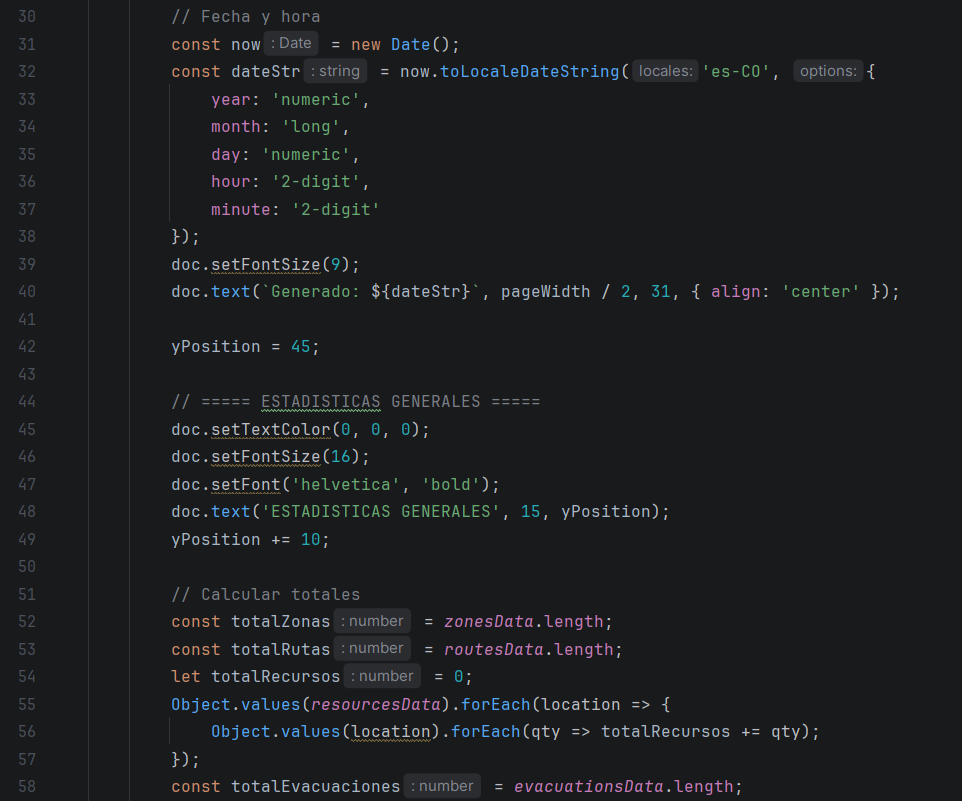 30 // Fecha y hora
31 const now : Date = new Date();
32 const dateStr : string = now.toLocaleDateString( locales: 'es-CO', options: {
33 year: 'numeric',
34 month: 'long',
35 day: 'numeric',
36 hour: '2-digit',
37 minute: '2-digit'
38 });
39 doc.setFontSize(9);
40 doc.text(`Generado: ${dateStr}`, pageWidth / 2, 31, { align: 'center' });
41
42 yPosition = 45;
43
44 // ===== ESTADISTICAS GENERALES =====
45 doc.setTextColor(0, 0, 0);
46 doc.setFontSize(16);
47 doc.setFont('helvetica', 'bold');
48 doc.text('ESTADISTICAS GENERALES', 15, yPosition);
49 yPosition += 10;
50
51 // Calcular totales
52 const totalZonas : number = zonesData.length;
53 const totalRutas : number = routesData.length;
54 let totalRecursos : number = 0;
55 Object.values(resourcesData).forEach(location => {
56 Object.values(location).forEach(qty => totalRecursos += qty);
57 });
58 const totalEvacuaciones : number = evacuationsData.length;